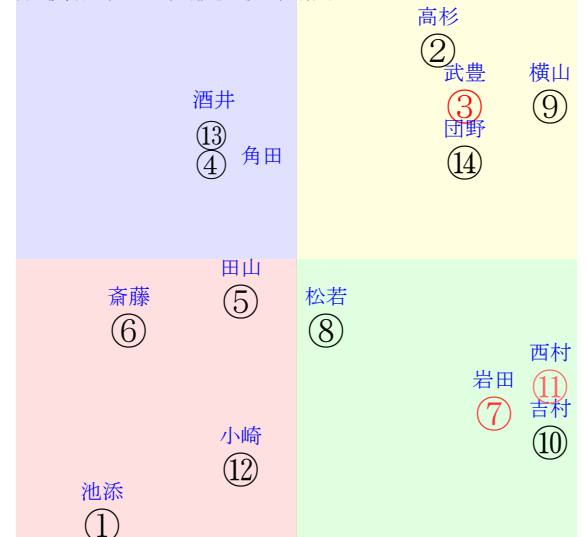 高杉
②
武豊
横山
③
⑨
酒井
団野
⑬
⑭
④
角田
田山
⑤
斎藤
松若
⑥
⑧
西村
岩田
⑪
⑦
吉村
小崎
⑩
⑫
池添
①